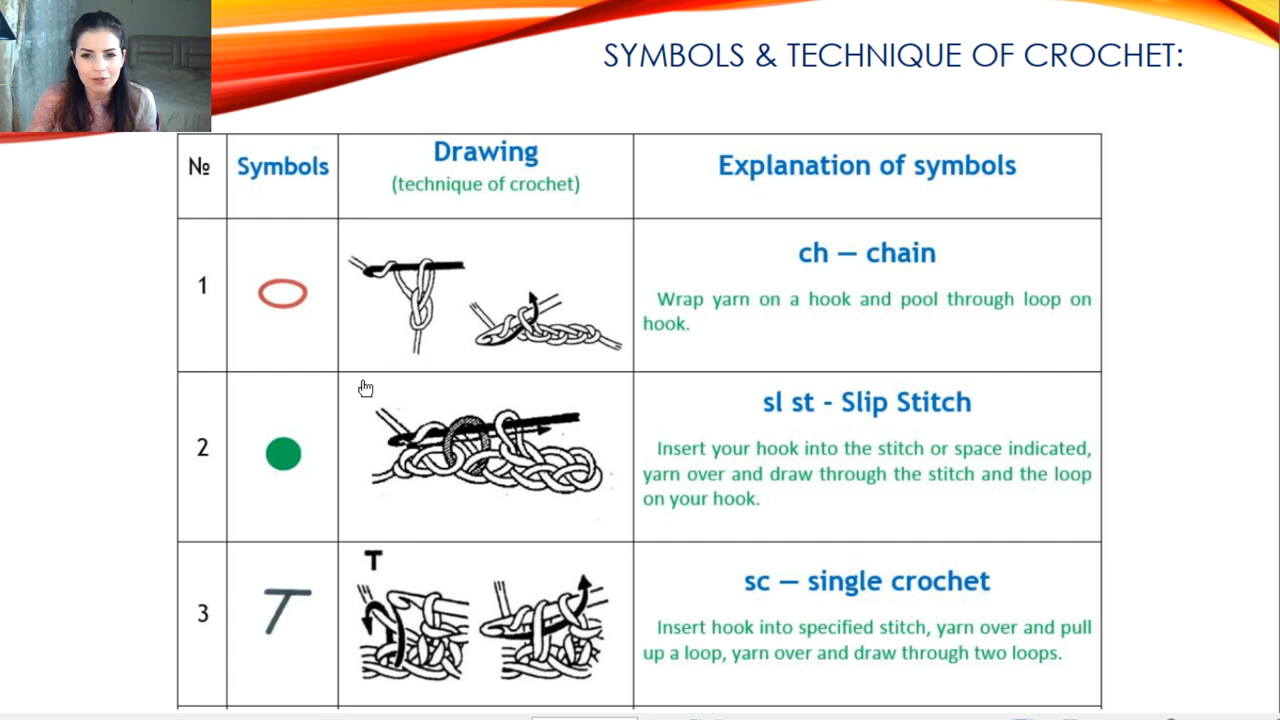 SYMBOLS & TECHNIQUE OF CROCHET:
№
Symbols
Drawing
(technique of crochet)
Explanation of symbols
1
ch — chain
Wrap yarn on a hook and pool through loop on
hook.
2
sl st - Slip Stitch
Insert your hook into the stitch or space indicated,
yarn over and draw through the stitch and the loop
on your hook.
3
T
T
sc — single crochet
Insert hook into specified stitch, yarn over and pull
up a loop, yarn over and draw through two loops.